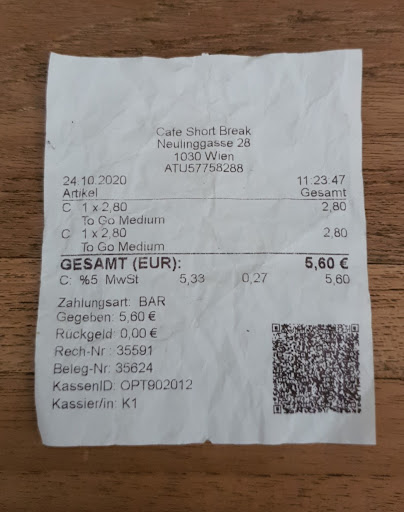 Cafe Short Break
Neulinggasse 28
1030 Wien
ATU57758288
24.10.2020 11:23:47
Artikel Gesamt
C 1 x 2,80 2,80
To Go Medium
C 1 x 2,80 2,80
To Go Medium
GESAMT (EUR): 5,60 €
C: %5 MwSt 5,33 0,27 5,60
Zahlungsart: BAR
Gegeben: 5,60 €
Rückgeld: 0,00 €
Rech-Nr.: 35591
Beleg-Nr: 35624
KassenID: OPT902012
Kassier/in: K1